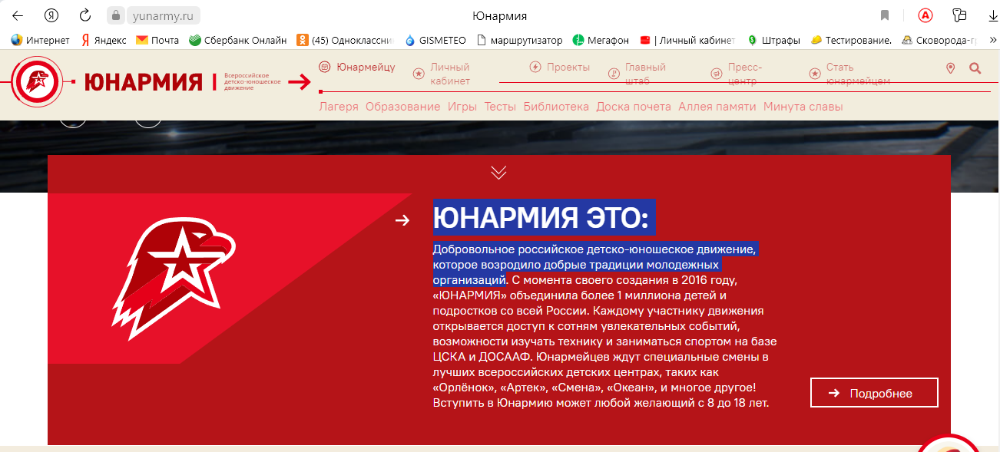 yunarmy.ru
Юнармия
Интернет
Яндекс
Почта
Сбербанк Онлайн
(45) Одноклассни
GISMETEO
маршрутизатор
Мегафон
| Личный кабинет
Штрафы
Тестирование.
Сковорода-г
ЮНАРМИЯ
Всероссийское
детско-юношеское
движение
Юнармейцу
Личный
кабинет
Проекты
Главный
штаб
Пресс-
центр
Стать
юнармейцем
Лагеря Образование Игры Тесты Библиотека Доска почета Аллея памяти Минута славы
ЮНАРМИЯ ЭТО:
Добровольное российское детско-юношеское движение,
которое возродило добрые традиции молодежных
организаций. С момента своего создания в 2016 году,
«ЮНАРМИЯ» объединила более 1 миллиона детей и
подростков со всей России. Каждому участнику движения
открывается доступ к сотням увлекательных событий,
возможности изучать технику и заниматься спортом на базе
ЦСКА и ДОСААФ. Юнармейцев ждут специальные смены в
лучших всероссийских детских центрах, таких как
«Орлёнок», «Артек», «Смена», «Океан», и многое другое!
Вступить в Юнармию может любой желающий с 8 до 18 лет.
Подробнее